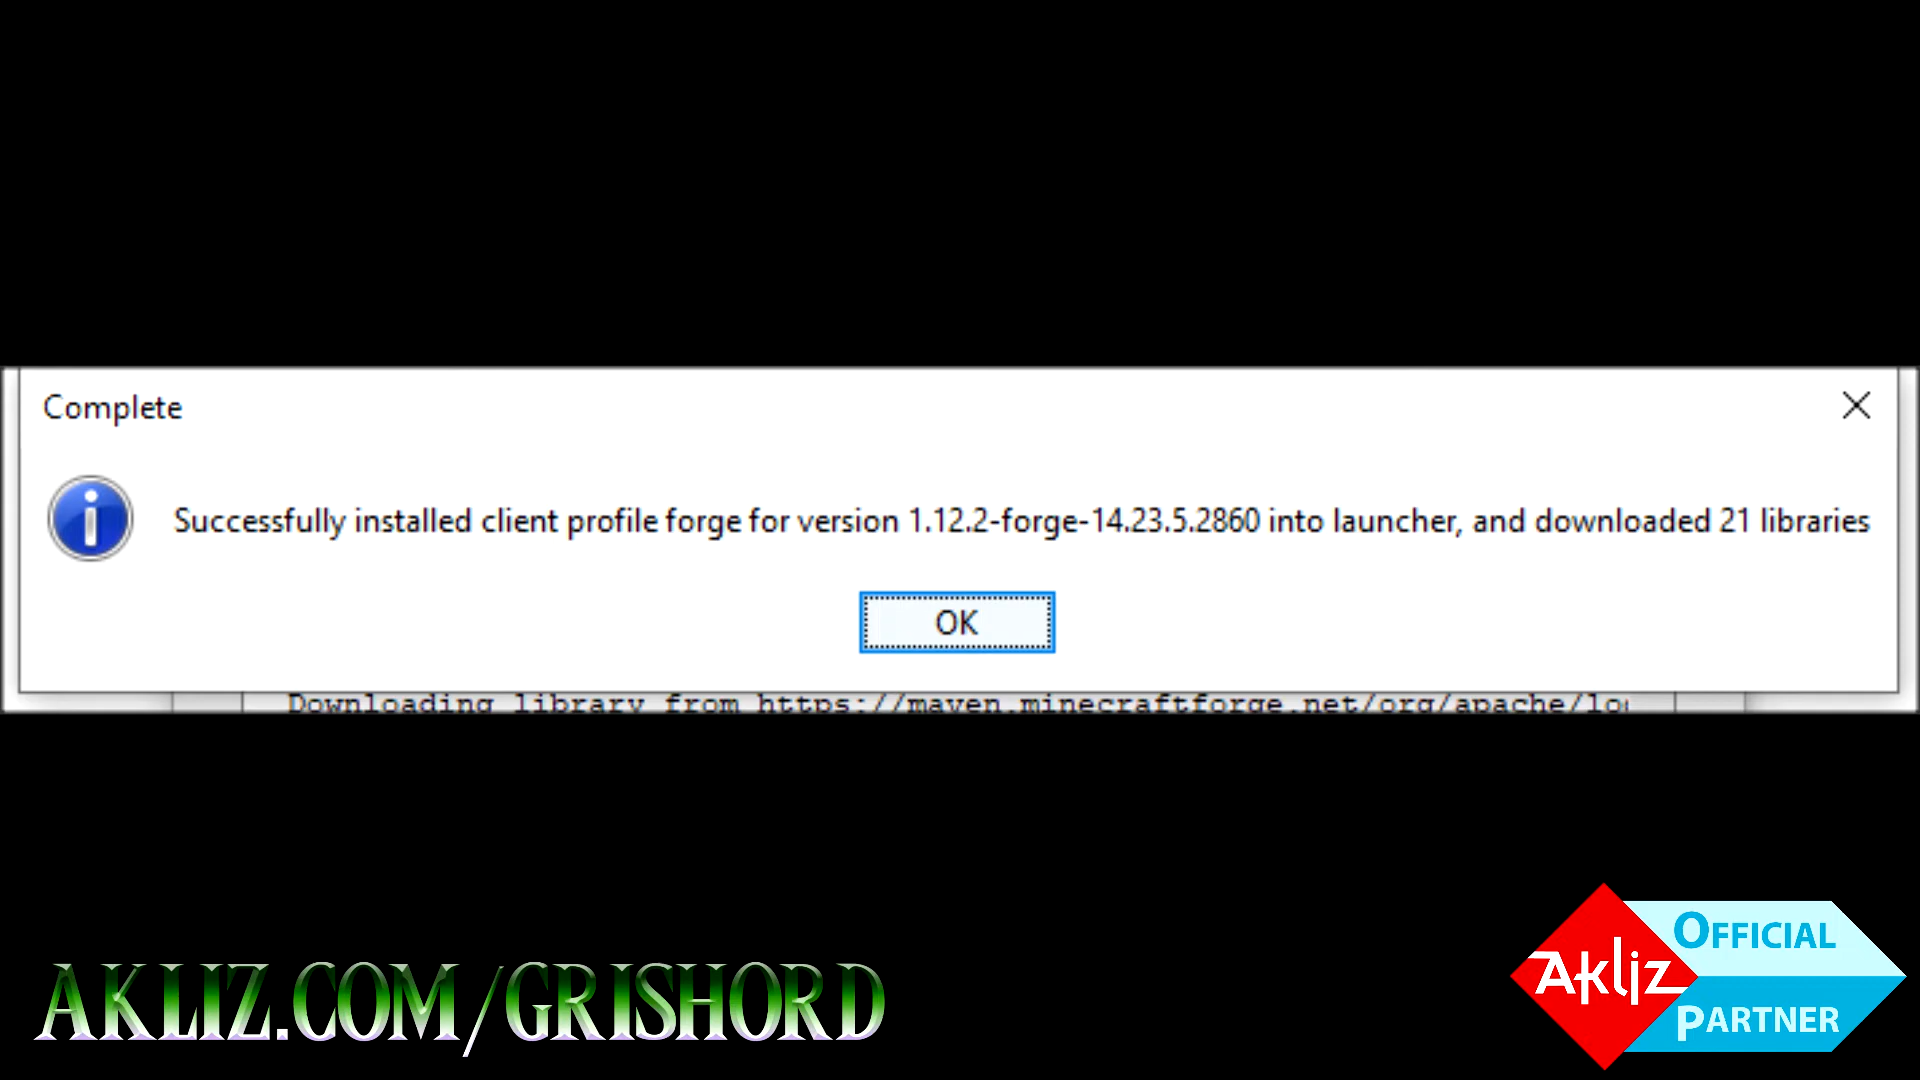 Complete
Successfully installed client profile forge for version 1.12.2-forge-14.23.5.2860 into launcher, and downloaded 21 libraries
OK
Downloading library from https://maven.minecraftforge.net/org/apache/lo
AKLIZ.COM/GRISHORD
Akliz
OFFICIAL
PARTNER